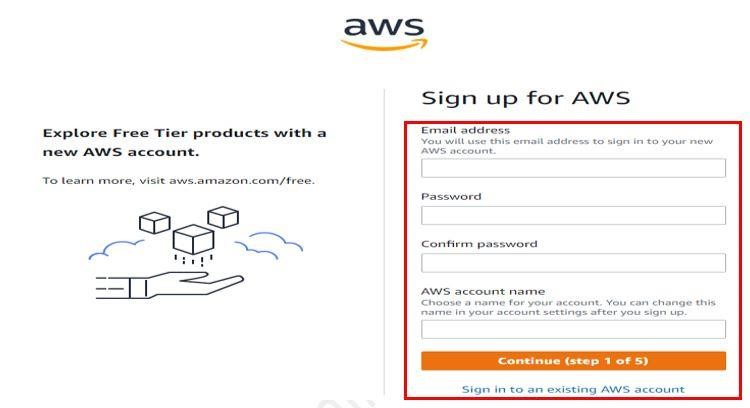 aws
Explore Free Tier products with a
new AWS account.
To learn more, visit aws.amazon.com/free.
Sign up for AWS
Email address
You will use this email address to sign in to your new
AWS account.
Password
Confirm password
AWS account name
Choose a name for your account. You can change this
name in your account settings after you sign up.
Continue (step 1 of 5)
Sign in to an existing AWS account